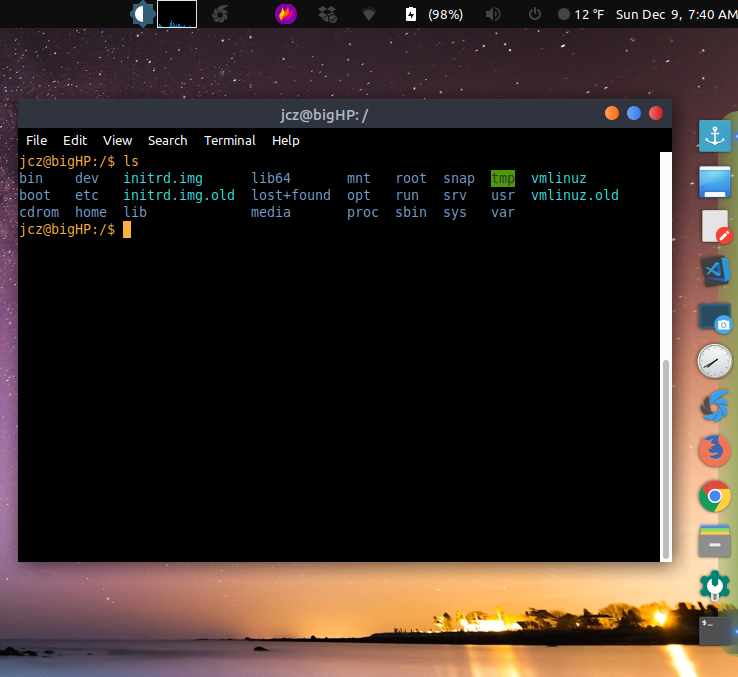 (98%) 12 °F Sun Dec 9, 7:40 AM
jcz@bigHP: /
File Edit View Search Terminal Help
jcz@bigHP:/$ ls
bin dev initrd.img lib64 mnt root snap tmp vmlinuz
boot etc initrd.img.old lost+found opt run srv usr vmlinuz.old
cdrom home lib media proc sbin sys var
jcz@bigHP:/$